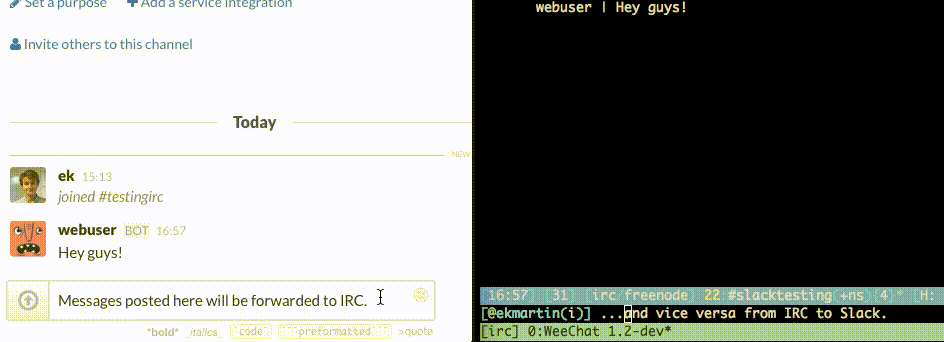 Set a purpose + Add a service integration
Invite others to this channel
Today
NEW
ek 15:13
joined #testingirc
webuser BOT 16:57
Hey guys!
Messages posted here will be forwarded to IRC.
*bold* _italics_ `code` ```preformatted``` >quote
webuser | Hey guys!
[16:57] [31] [irc/freenode] 22:#slacktesting(+ns){4}* [H:
[@ekmartin(i)] ...and vice versa from IRC to Slack.
[irc] 0:WeeChat 1.2-dev*